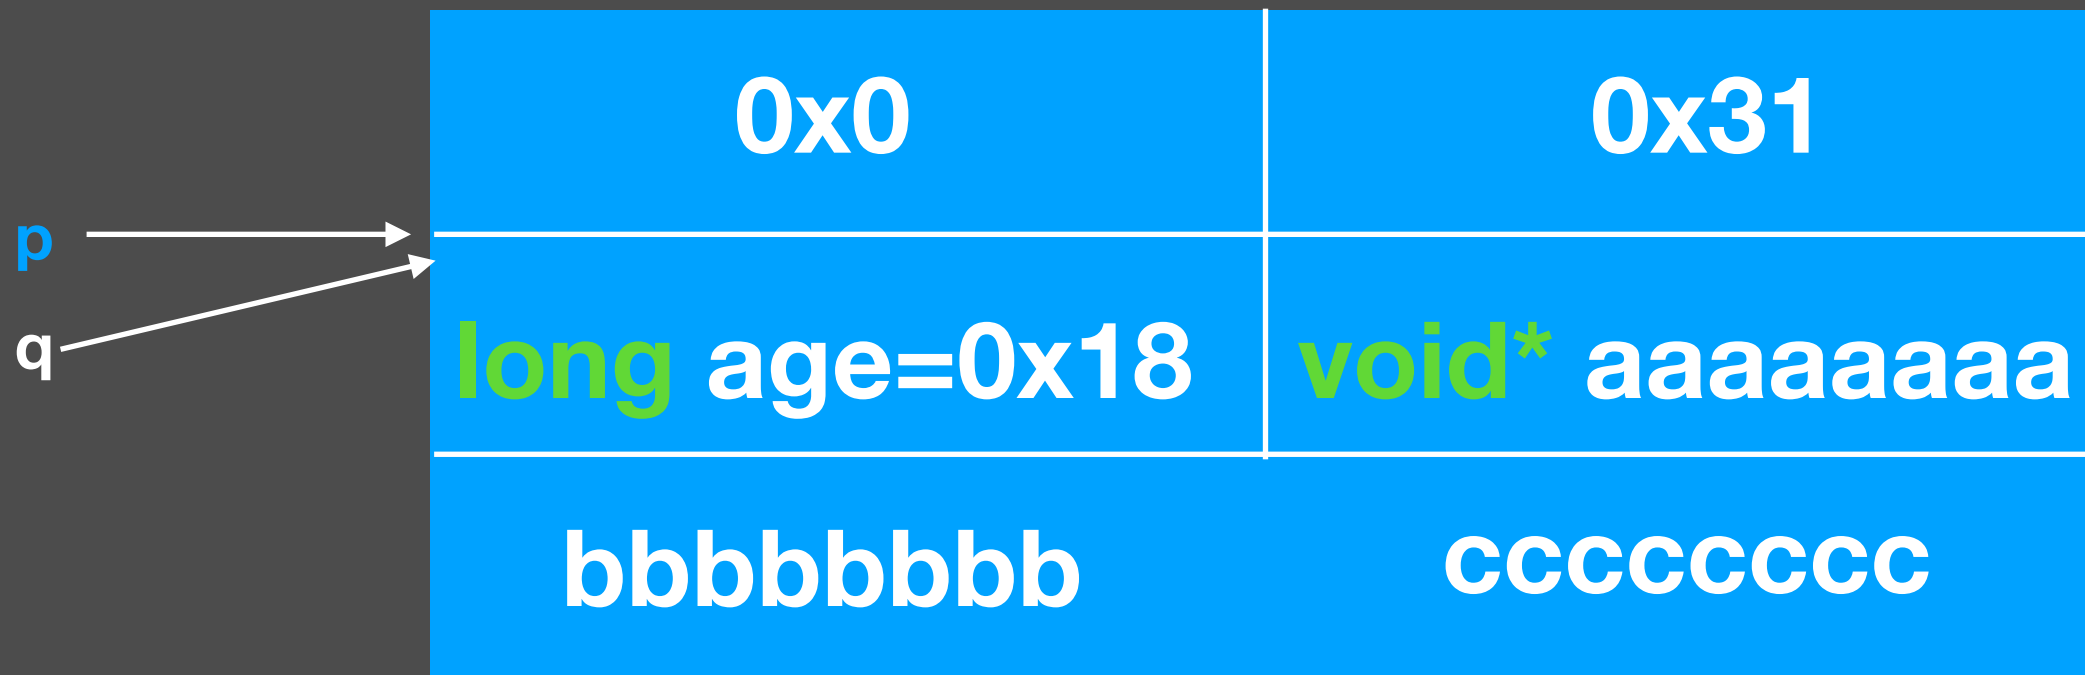 0x0 0x31
p
q
long age=0x18 void* aaaaaaaa
bbbbbbbb cccccccc